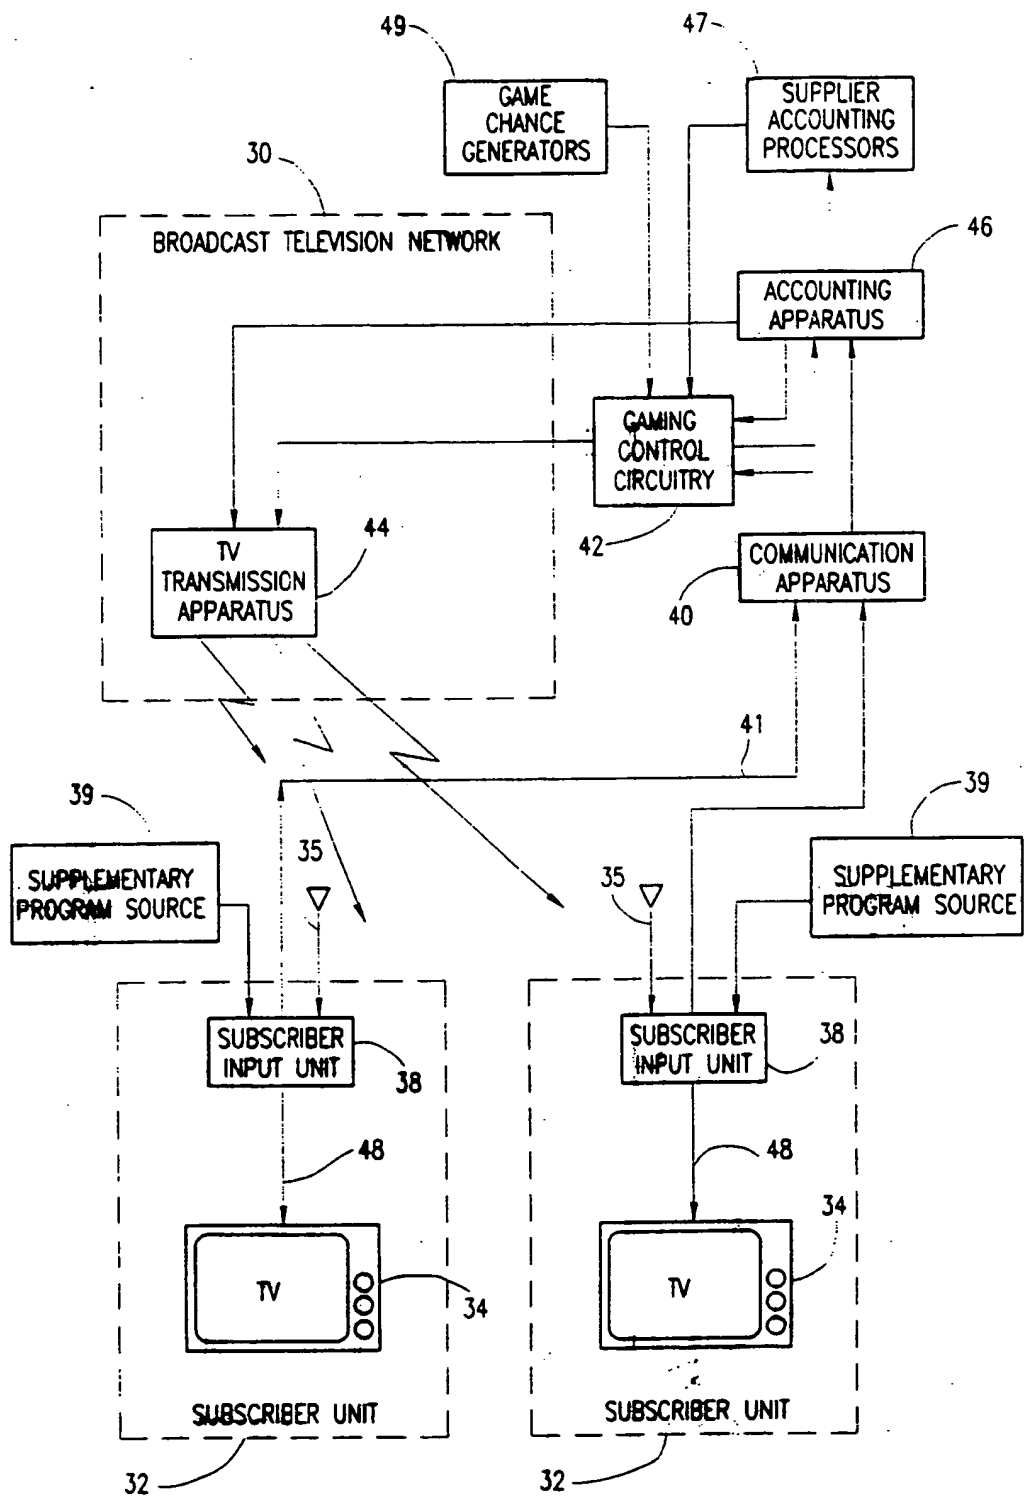 49
47
GAME
CHANCE
GENERATORS
SUPPLIER
ACCOUNTING
PROCESSORS
30
BROADCAST TELEVISION NETWORK
46
ACCOUNTING
APPARATUS
GAMING
CONTROL
CIRCUITRY
42
TV
TRANSMISSION
APPARATUS
44
COMMUNICATION
APPARATUS
40
41
39
39
SUPPLEMENTARY
PROGRAM SOURCE
35
35
SUPPLEMENTARY
PROGRAM SOURCE
SUBSCRIBER
INPUT UNIT
38
SUBSCRIBER
INPUT UNIT
38
48
48
TV
34
TV
34
SUBSCRIBER UNIT
SUBSCRIBER UNIT
32
32